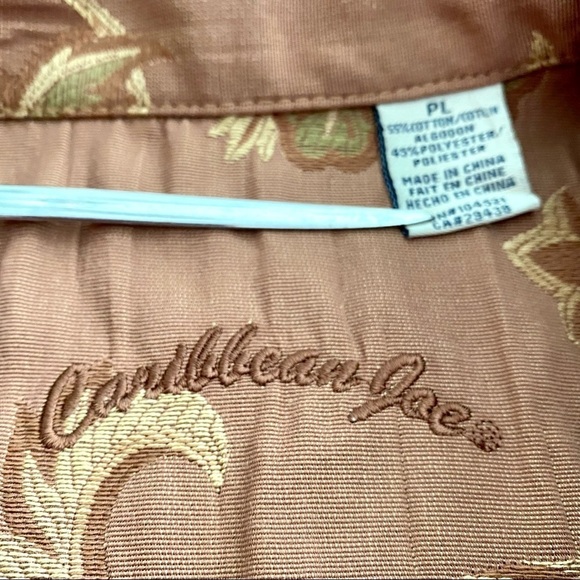 PL
55%COTTON/COTON
ALGODON
45%POLYESTER/
POLIESTER
MADE IN CHINA
FAIT EN CHINE
HECHO EN CHINA
CA#29439
Caribbean Joe®